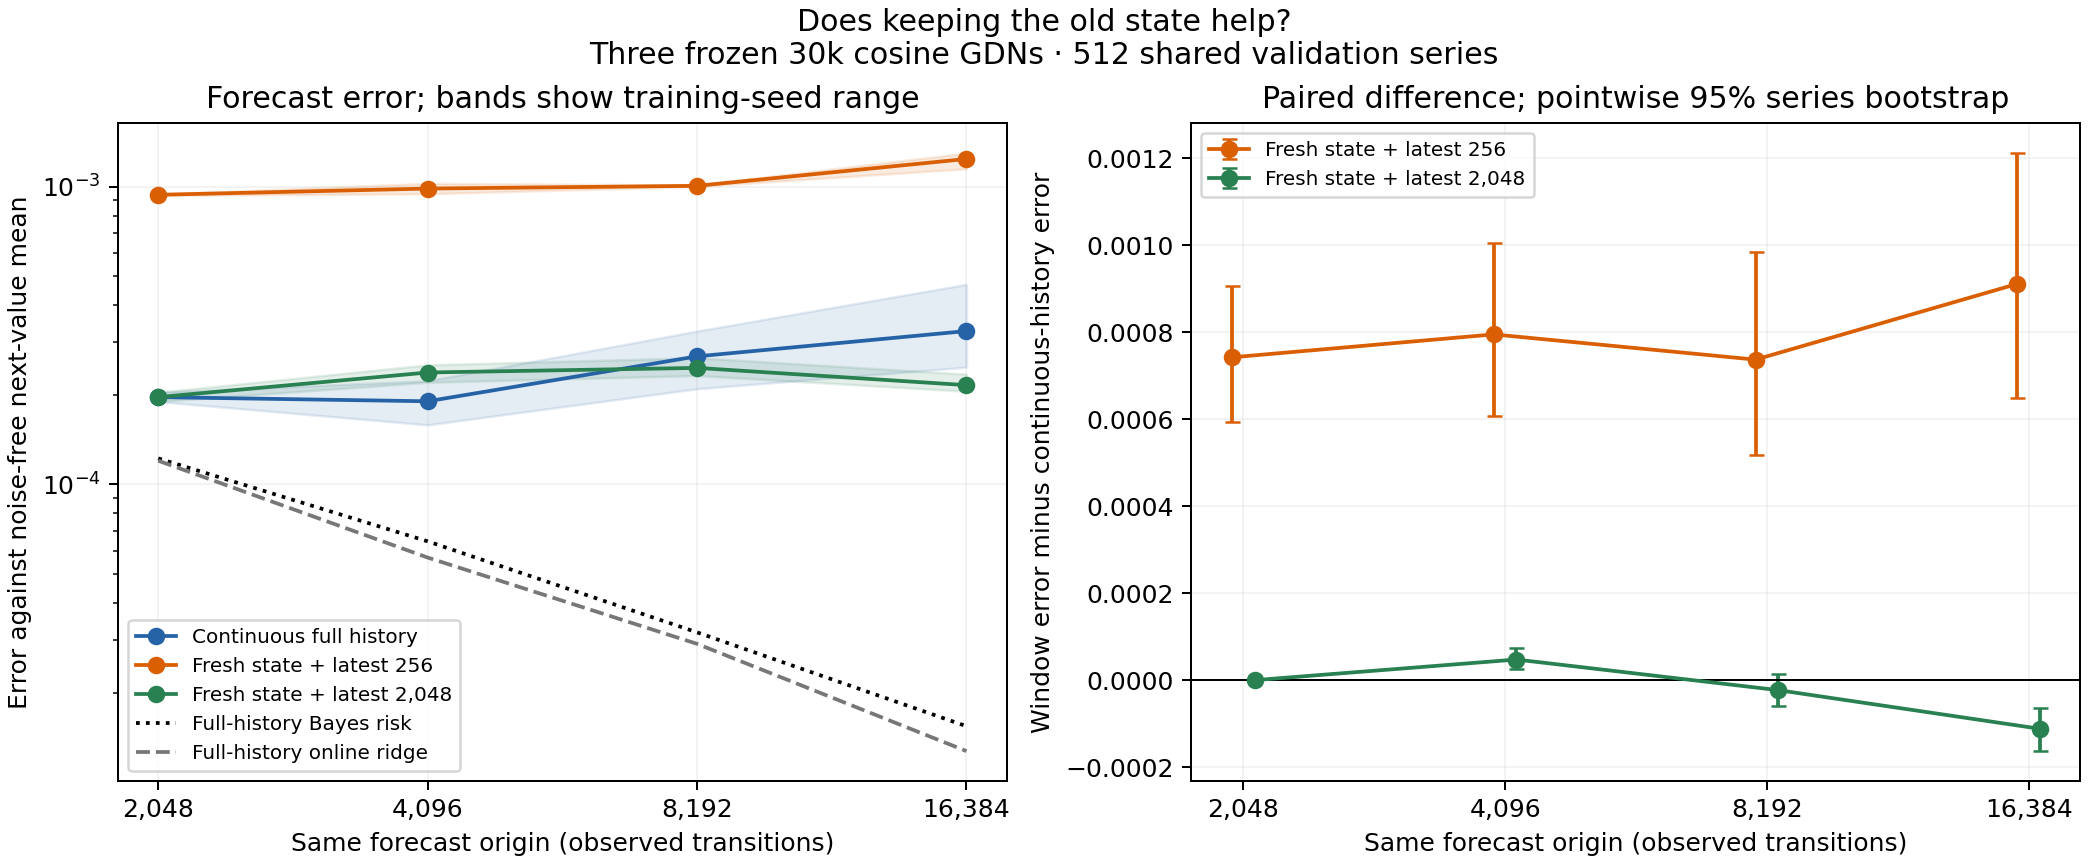 Does keeping the old state help?
Three frozen 30k cosine GDNs · 512 shared validation series
Forecast error; bands show training-seed range
Error against noise-free next-value mean
10⁻³
10⁻⁴
Continuous full history
Fresh state + latest 256
Fresh state + latest 2,048
Full-history Bayes risk
Full-history online ridge
2,048
4,096
8,192
16,384
Same forecast origin (observed transitions)
Paired difference; pointwise 95% series bootstrap
Window error minus continuous-history error
Fresh state + latest 256
Fresh state + latest 2,048
0.0012
0.0010
0.0008
0.0006
0.0004
0.0002
0.0000
−0.0002
2,048
4,096
8,192
16,384
Same forecast origin (observed transitions)